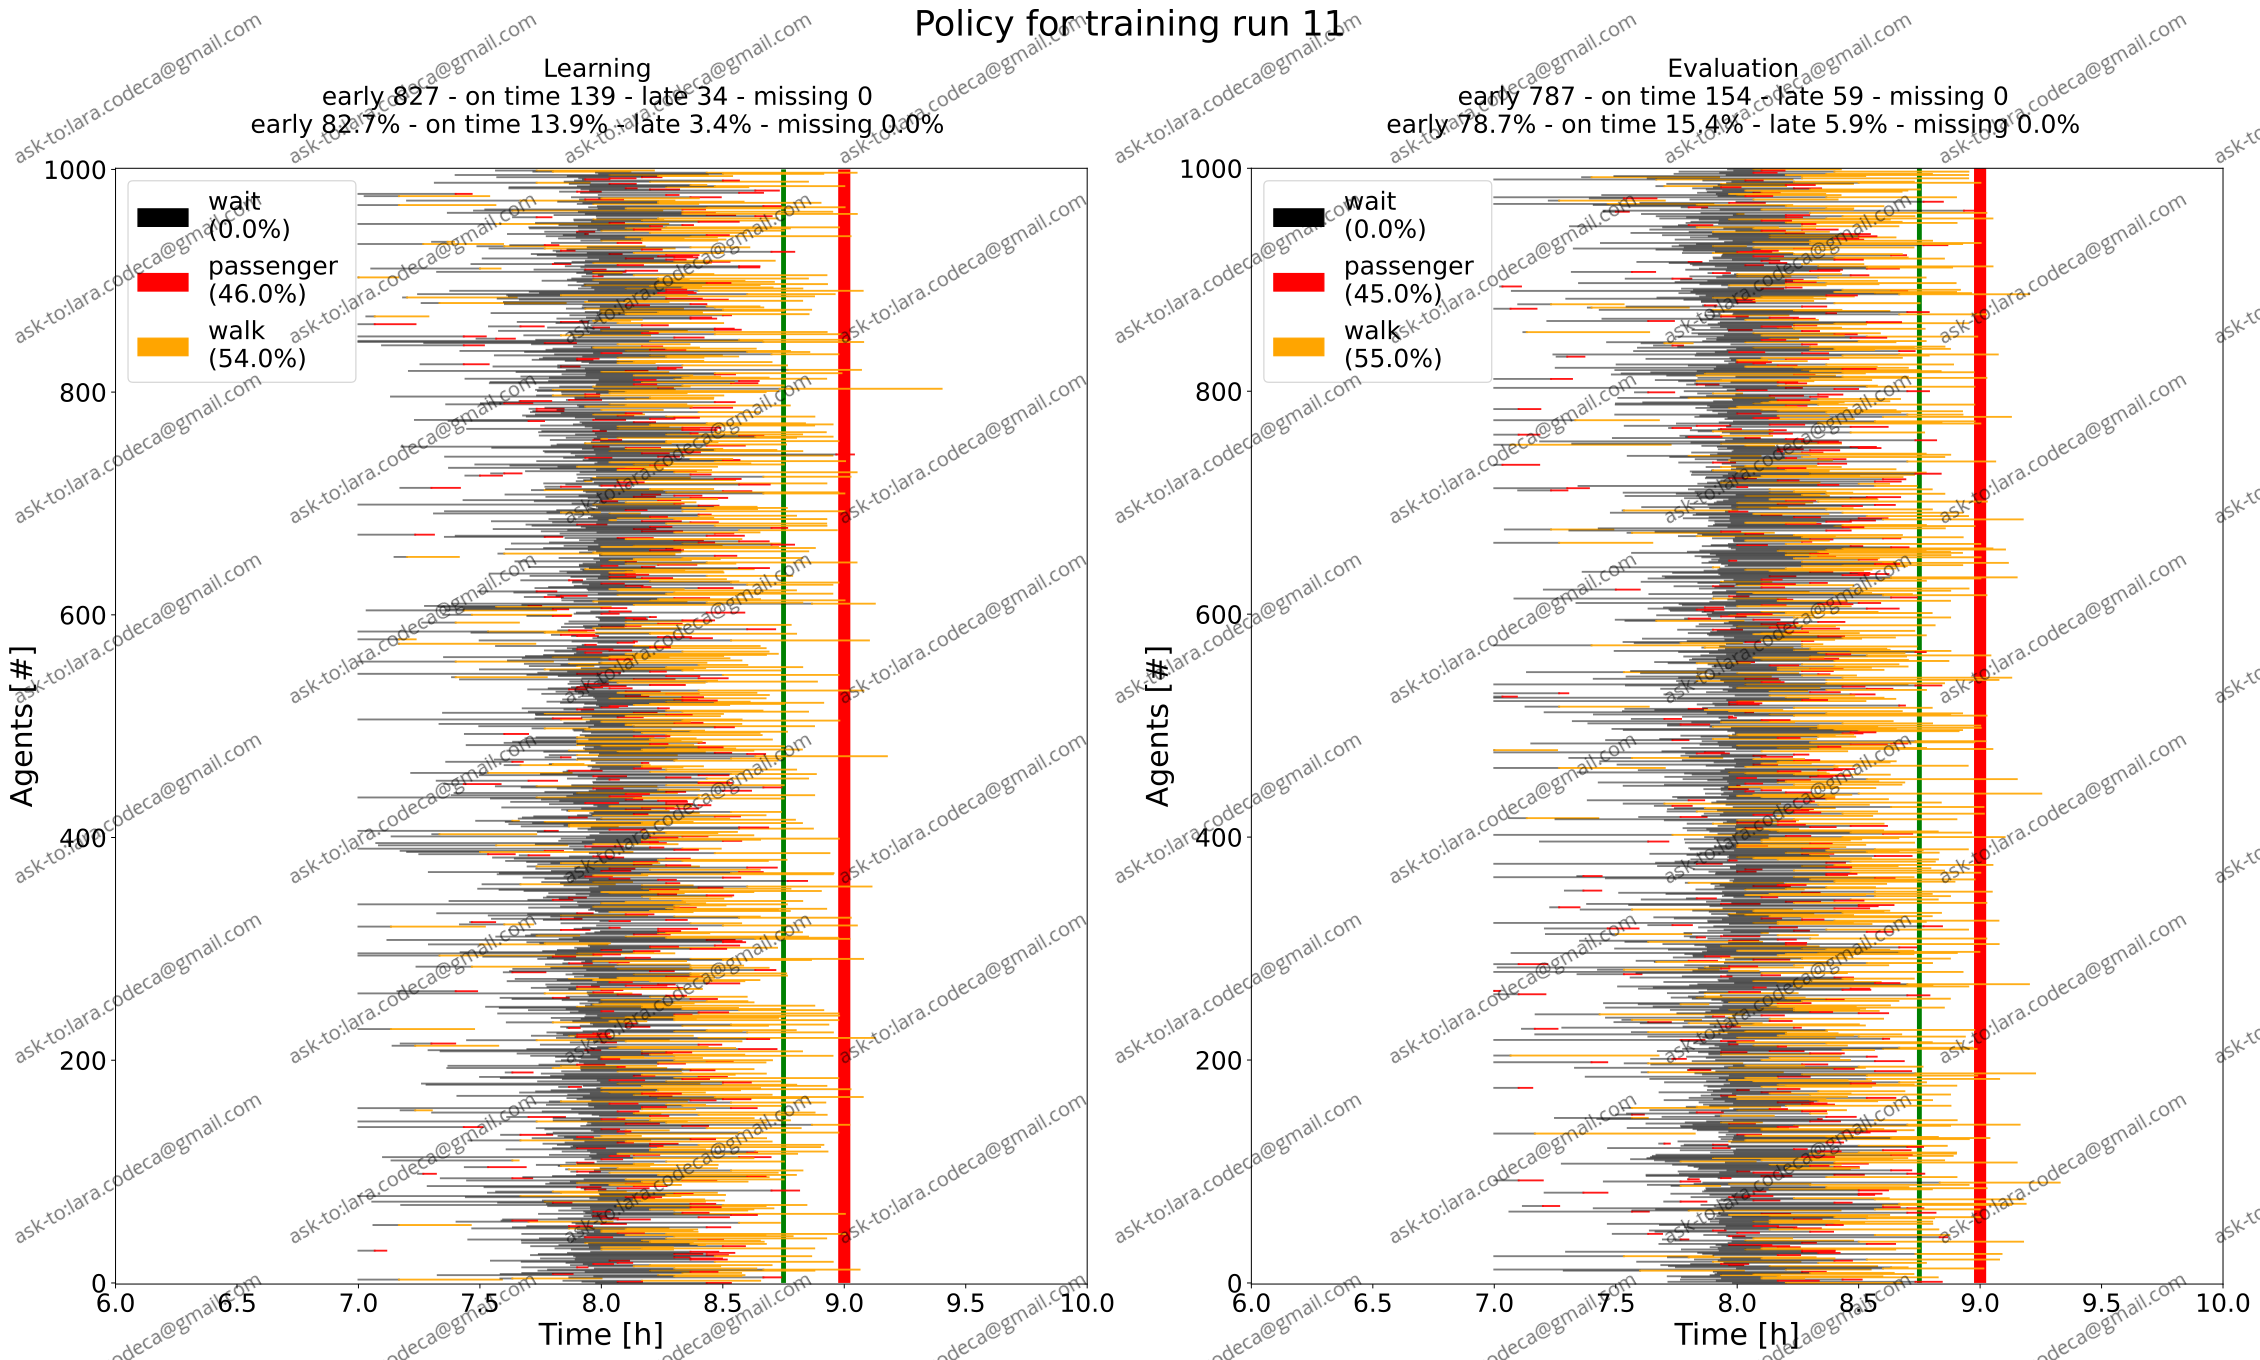 Policy for training run 11
Learning
early 827 - on time 139 - late 34 - missing 0
early 82.7% - on time 13.9% - late 3.4% - missing 0.0%
1000
800
600
400
200
0
wait
(0.0%)
passenger
(46.0%)
walk
(54.0%)
Agents [#]
6.0 6.5 7.0 7.5 8.0 8.5 9.0 9.5 10.0
Time [h]
Evaluation
early 787 - on time 154 - late 59 - missing 0
early 78.7% - on time 15.4% - late 5.9% - missing 0.0%
1000
800
600
400
200
0
wait
(0.0%)
passenger
(45.0%)
walk
(55.0%)
Agents [#]
6.0 6.5 7.0 7.5 8.0 8.5 9.0 9.5 10.0
Time [h]
ask-to:lara.codeca@gmail.com